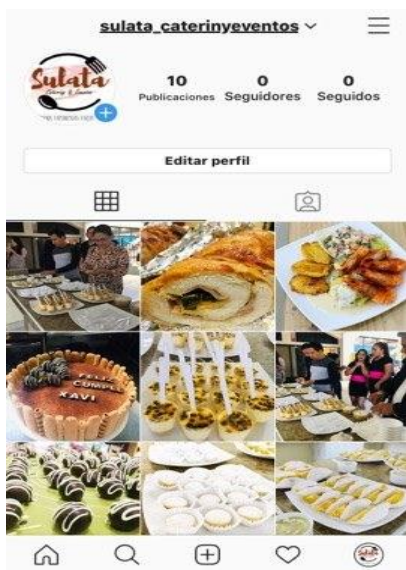 sulata_caterinyeventos
Sulata
10
Publicaciones
0
Seguidores
0
Seguidos
Editar perfil
FELIZ
CUMPLE
XAVI